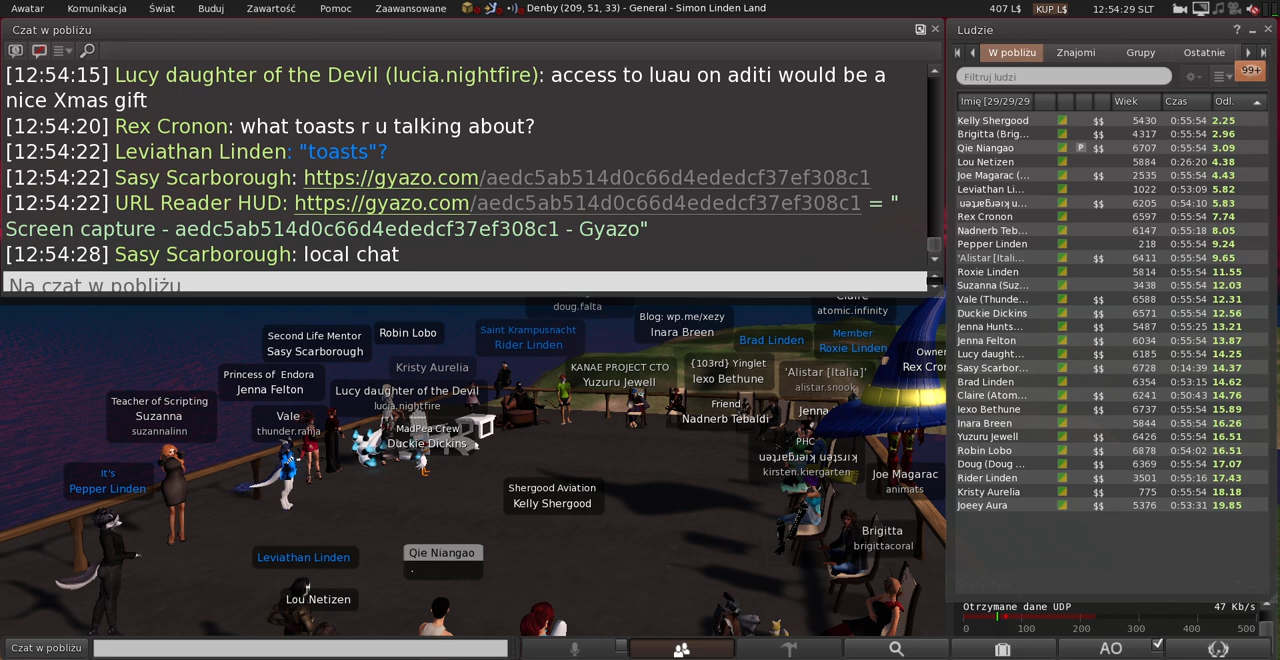 Awatar Komunikacja Świat Buduj Zawartość Pomoc Zaawansowane Denby (209, 51, 33) - General - Simon Linden Land 407 L$ KUP L$ 12:54:29 SLT
Czat w pobliżu
[12:54:15] Lucy daughter of the Devil (lucia.nightfire): access to luau on aditi would be a
nice Xmas gift
[12:54:20] Rex Cronon: what toasts r u talking about?
[12:54:22] Leviathan Linden: "toasts"?
[12:54:22] Sasy Scarborough: https://gyazo.com/aedc5ab514d0c66d4ededcf37ef308c1
[12:54:22] URL Reader HUD: https://gyazo.com/aedc5ab514d0c66d4ededcf37ef308c1 = "
Screen capture - aedc5ab514d0c66d4ededcf37ef308c1 - Gyazo"
[12:54:28] Sasy Scarborough: local chat
Na czat w pobliżu
doug.falta
Claire
atomic.infinity
Second Life Mentor
Sasy Scarborough
Robin Lobo
Saint Krampusnacht
Rider Linden
Blog: wp.me/xezy
Inara Breen
Brad Linden
Member
Roxie Linden
Owner
Rex Cron
Princess of Endora
Jenna Felton
Kristy Aurelia
KANAE PROJECT CTO
Yuzuru Jewell
{103rd} Yinglet
Iexo Bethune
'Alistar [Italia]'
alistar.snook
Teacher of Scripting
Suzanna
suzannalinn
Vale
thunder.rahja
Lucy daughter of the Devil
lucia.nightfire
MadPea Crew
Duckie Dickins
Friend
Nadnerb Tebaldi
Jenna
PHC
uɐʇɹɐƃɹǝıʞ uǝʇsɹıʞ
kirsten.kiergarten
Joe Magarac
animats
It's
Pepper Linden
Shergood Aviation
Kelly Shergood
Brigitta
brigittacoral
Leviathan Linden
Qie Niangao
.
Lou Netizen
Czat w pobliżu
AO
Ludzie
W pobliżu Znajomi Grupy Ostatnie
Filtruj ludzi
99+
Imię [29/29/29 Wiek Czas Odl.
Kelly Shergood $$ 5430 0:55:54 2.25
Brigitta (Brig... $$ 4317 0:55:54 2.96
Qie Niangao P $$ 6707 0:55:54 3.09
Lou Netizen 5884 0:26:20 4.38
Joe Magarac (... $$ 2535 0:55:54 4.43
Leviathan Li... 1022 0:53:09 5.82
uɐʇɹɐƃɹǝıʞ u... $$ 6205 0:54:10 5.83
Rex Cronon 6597 0:55:54 7.74
Nadnerb Teb... 6147 0:55:18 8.05
Pepper Linden 218 0:55:54 9.24
'Alistar [Itali... $$ 6411 0:55:54 9.65
Roxie Linden 5814 0:55:54 11.55
Suzanna (Suz... 3438 0:55:54 12.03
Vale (Thunde... $$ 6588 0:55:54 12.31
Duckie Dickins $$ 6571 0:55:54 12.56
Jenna Hunts... $$ 5487 0:55:25 13.21
Jenna Felton $$ 6034 0:55:54 13.87
Lucy daught... $$ 6185 0:55:54 14.25
Sasy Scarbor... $$ 6728 0:55:54 14.37
Brad Linden 6354 0:53:15 14.62
Claire (Atom... $$ 6241 0:50:43 14.76
Iexo Bethune $$ 6737 0:55:54 15.89
Inara Breen 5844 0:55:54 16.26
Yuzuru Jewell $$ 6426 0:55:54 16.51
Robin Lobo $$ 6878 0:54:02 16.51
Doug (Doug ... $$ 6369 0:55:54 17.07
Rider Linden $$ 3501 0:55:16 17.43
Kristy Aurelia $$ 775 0:55:54 18.18
Joeey Aura $$ 5376 0:53:31 19.85
Otrzymane dane UDP 47 Kb/s
0 100 200 300 400 500